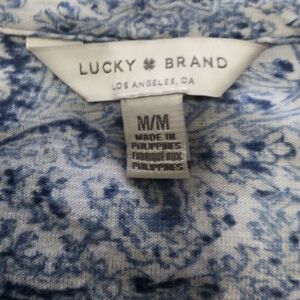 LUCKY BRAND
LOS ANGELES, CA
M/M
MADE IN
PHILIPPINES
FABRIQUÉ AUX
PHILIPPINES